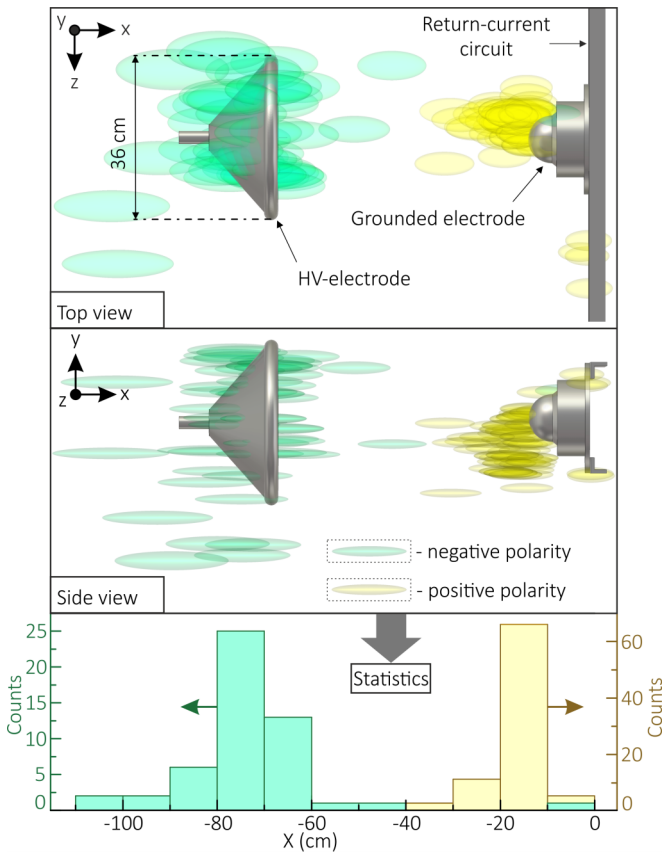 y
x
z
Return-current
circuit
36 cm
Grounded electrode
HV-electrode
Top view
y
z
x
- negative polarity
- positive polarity
Side view
Statistics
Counts
25
20
15
10
5
0
Counts
60
40
20
0
-100
-80
-60
-40
-20
0
X (cm)